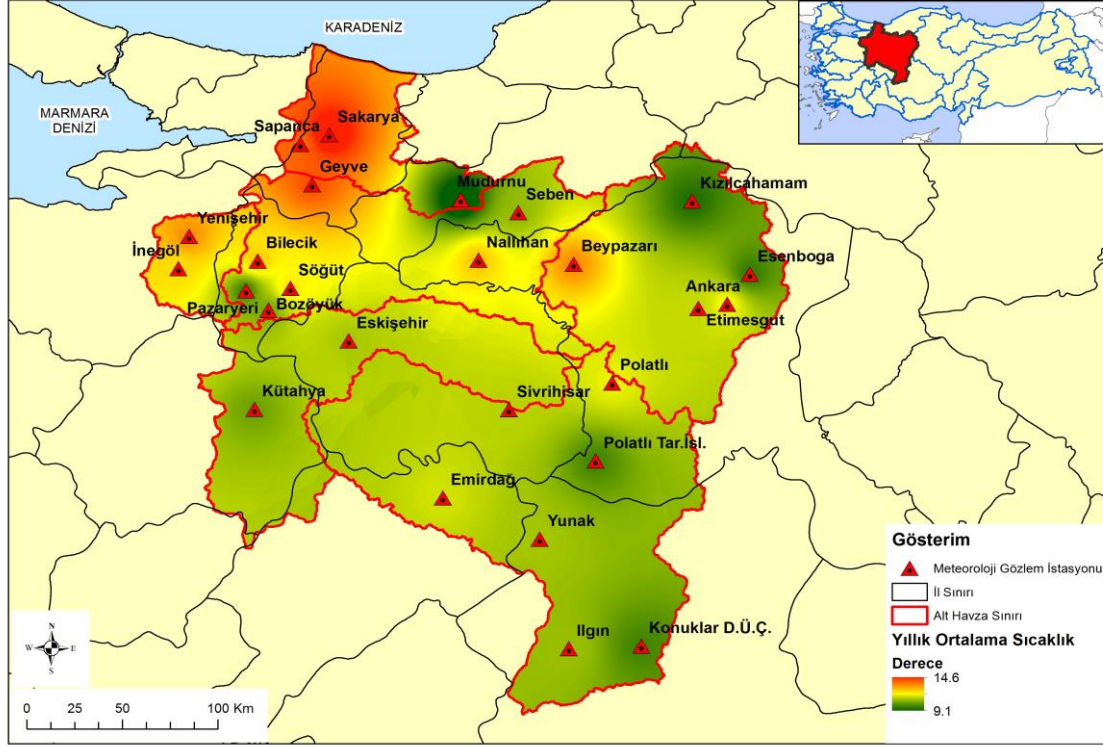 KARADENİZ
MARMARA
DENİZİ
Sakarya
Sapanca
Geyve
Mudurnu
Seben
Kızılcahamam
Yenişehir
İnegöl
Bilecik
Nallıhan
Beypazarı
Esenboga
Söğüt
Ankara
Pazaryeri
Bozöyük
Etimesgut
Eskişehir
Polatlı
Kütahya
Sivrihisar
Polatlı Tar.İşl.
Emirdağ
Yunak
Ilgın
Konuklar D.Ü.Ç.
N
W
E
S
0 25 50 100 Km
Gösterim
Meteoroloji Gözlem İstasyonu
İl Sınırı
Alt Havza Sınırı
Yıllık Ortalama Sıcaklık
Derece
14.6
9.1